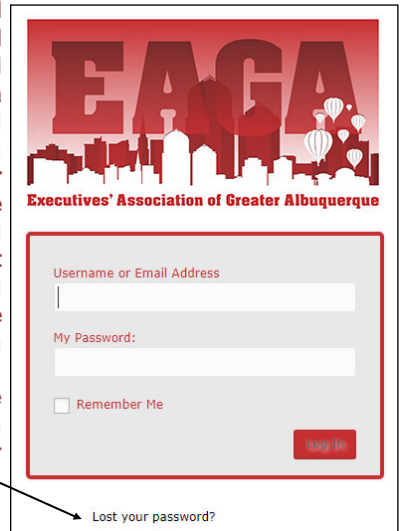 EAGA
Executives' Association of Greater Albuquerque
Username or Email Address
My Password:
Remember Me
Log In
Lost your password?